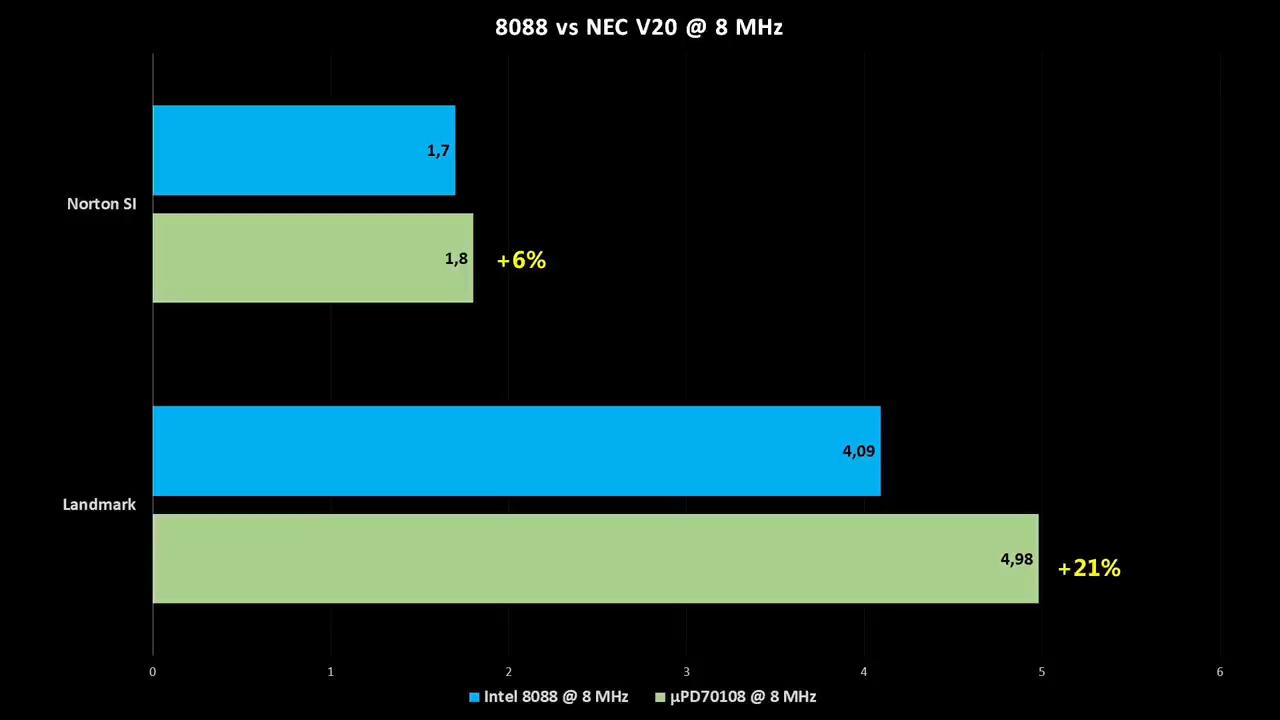 8088 vs NEC V20 @ 8 MHz
1,7
Norton SI
1,8
+6%
4,09
Landmark
4,98
+21%
0 1 2 3 4 5 6
Intel 8088 @ 8 MHz µPD70108 @ 8 MHz